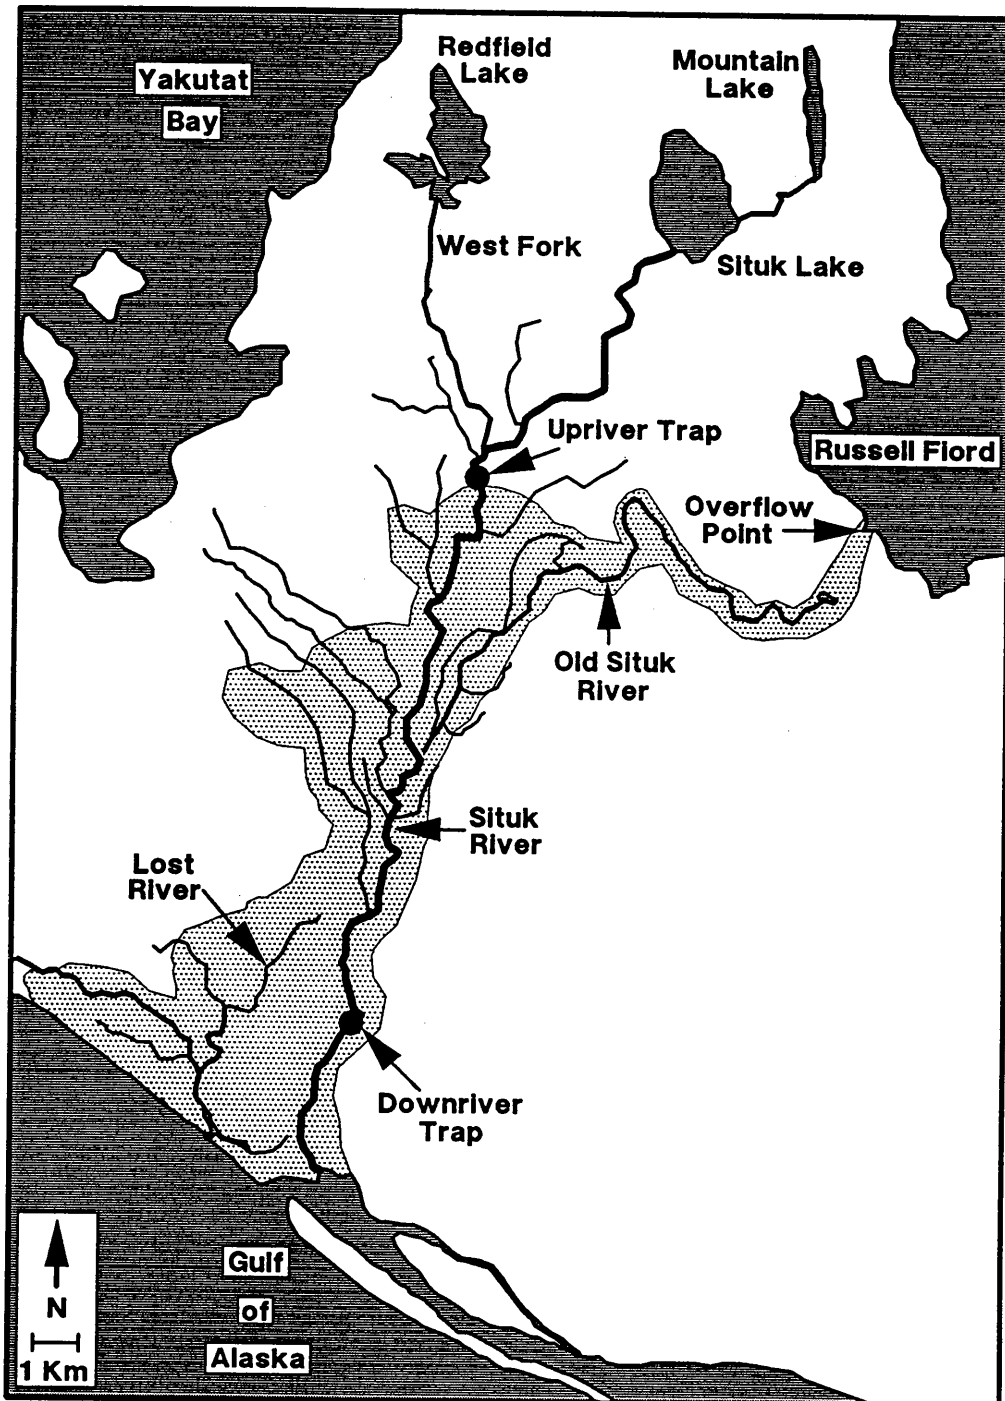 Yakutat
Bay
Redfield
Lake
Mountain
Lake
West Fork
Situk Lake
Upriver Trap
Russell Fiord
Overflow
Point
Old Situk
River
Situk
River
Lost
River
Downriver
Trap
Gulf
of
Alaska
N
1 Km